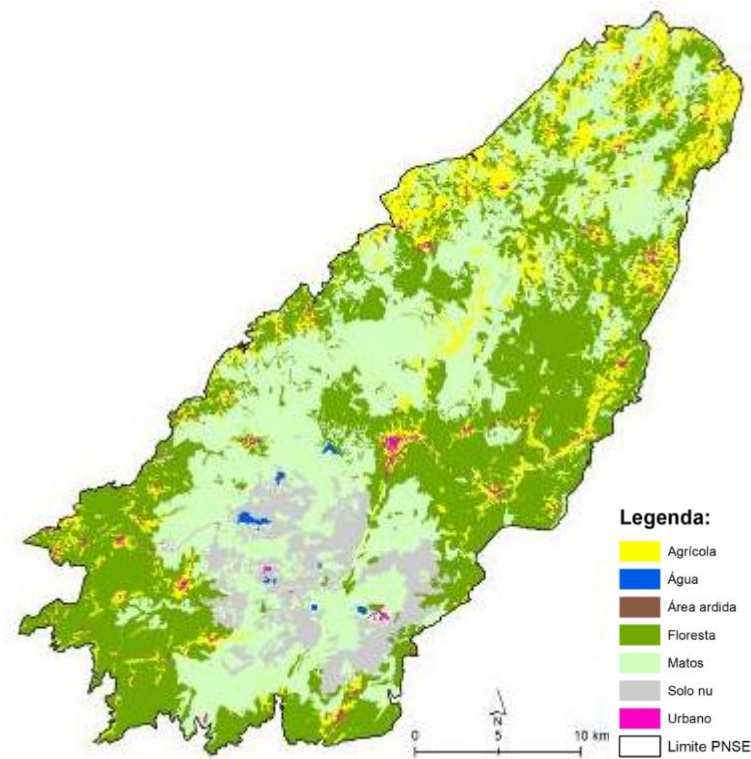 Legenda:
Agrícola
Água
Área ardida
Floresta
Matos
Solo nu
Urbano
Limite PNSE
N
0 5 10 km